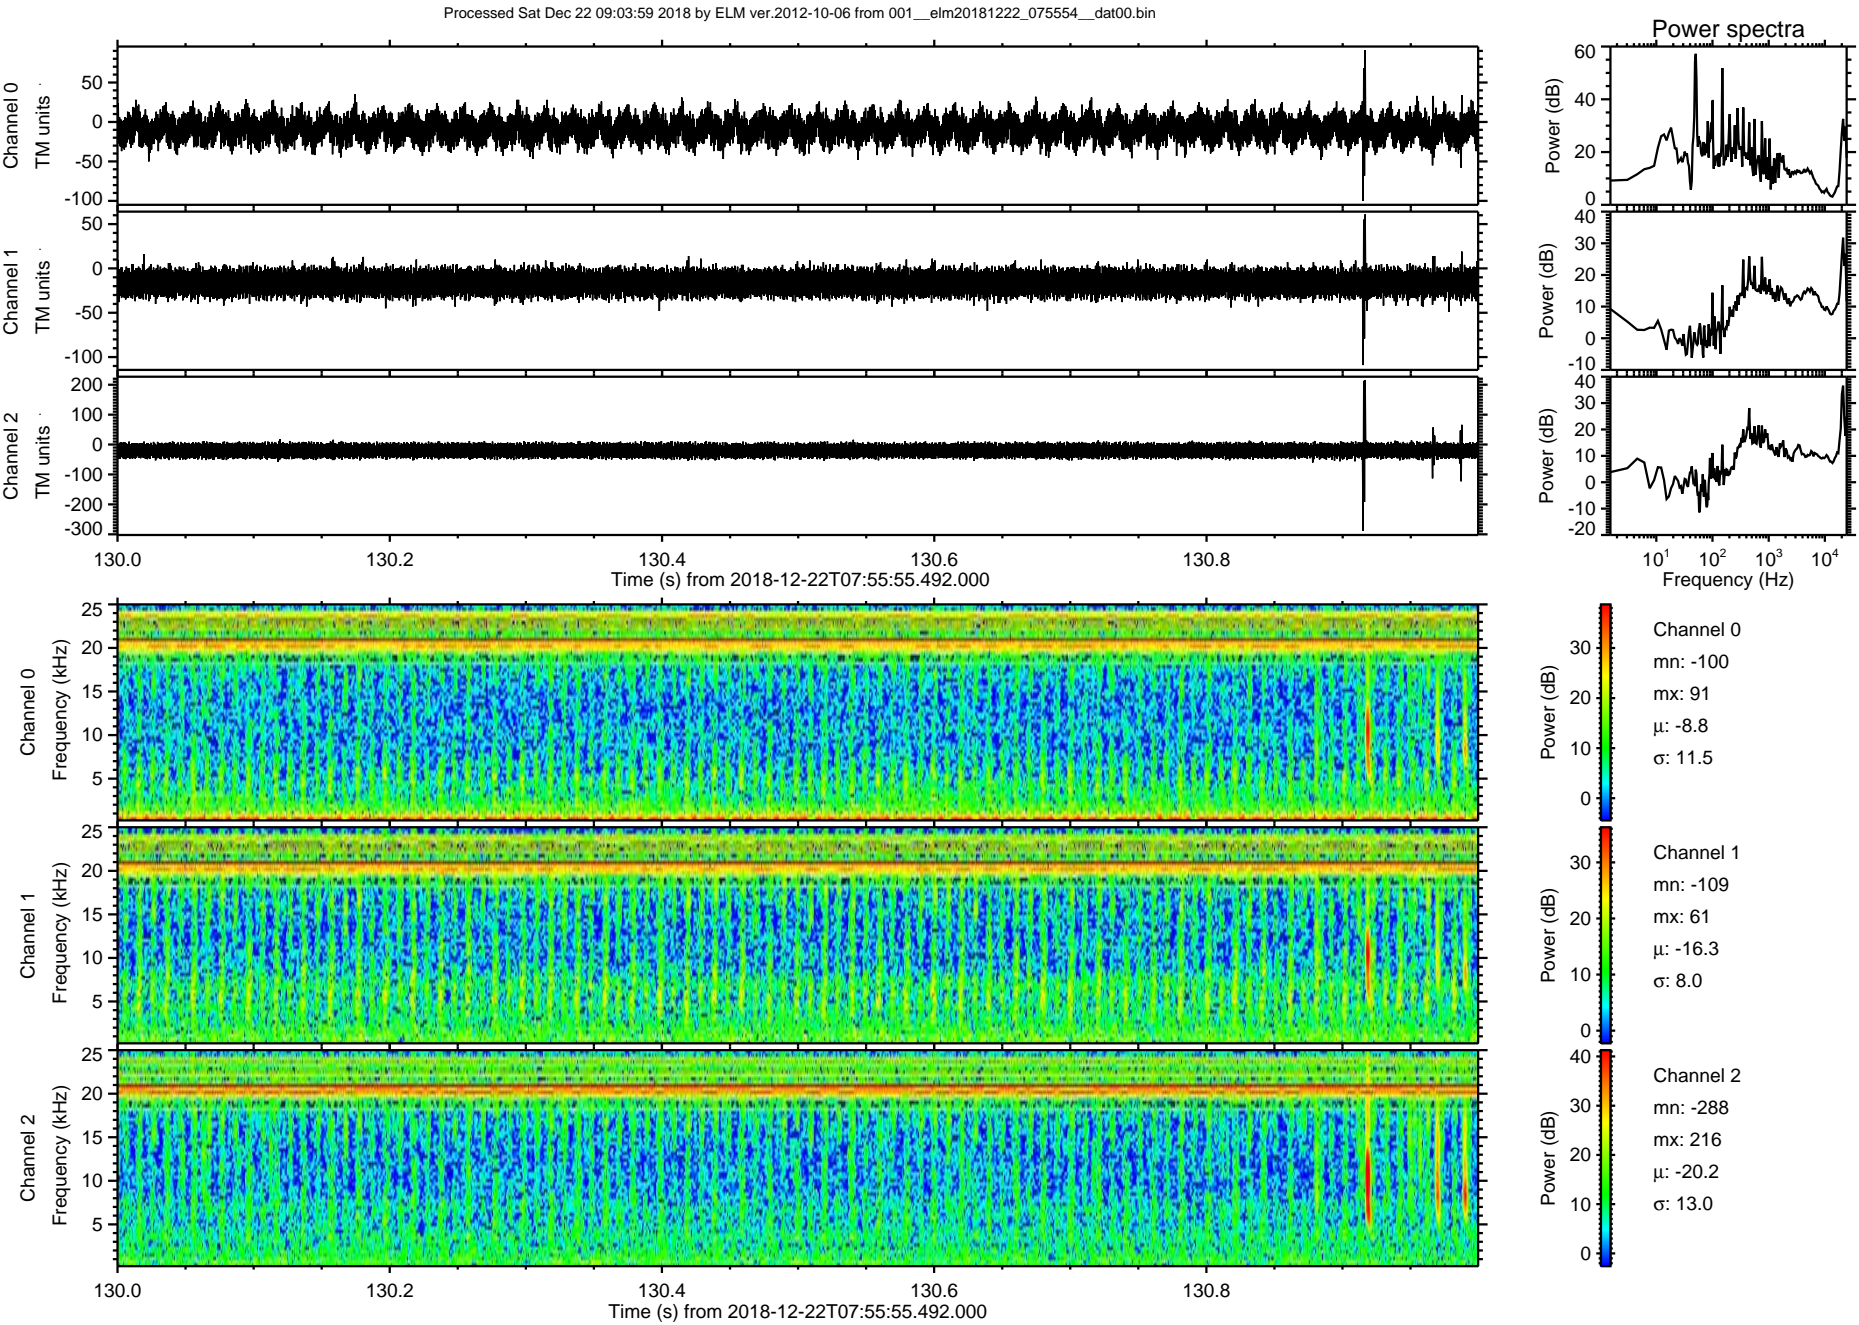 Processed Sat Dec 22 09:03:59 2018 by ELM ver.2012-10-06 from 001__elm20181222_075554__dat00.bin
Power spectra
Channel 0
TM units
50
0
-50
-100
Power (dB)
60
40
20
0
Channel 1
TM units
50
0
-50
-100
Power (dB)
40
30
20
10
0
-10
Channel 2
TM units
200
100
0
-100
-200
-300
Power (dB)
40
30
20
10
0
-10
-20
130.0 130.2 130.4 130.6 130.8
Time (s) from 2018-12-22T07:55:55.492.000
10¹ 10² 10³ 10⁴
Frequency (Hz)
Channel 0
Frequency (kHz)
25
20
15
10
5
Power (dB)
30
20
10
0
Channel 0
mn: -100
mx: 91
μ: -8.8
σ: 11.5
Channel 1
Frequency (kHz)
25
20
15
10
5
Power (dB)
30
20
10
0
Channel 1
mn: -109
mx: 61
μ: -16.3
σ: 8.0
Channel 2
Frequency (kHz)
25
20
15
10
5
Power (dB)
40
30
20
10
0
Channel 2
mn: -288
mx: 216
μ: -20.2
σ: 13.0
130.0 130.2 130.4 130.6 130.8
Time (s) from 2018-12-22T07:55:55.492.000